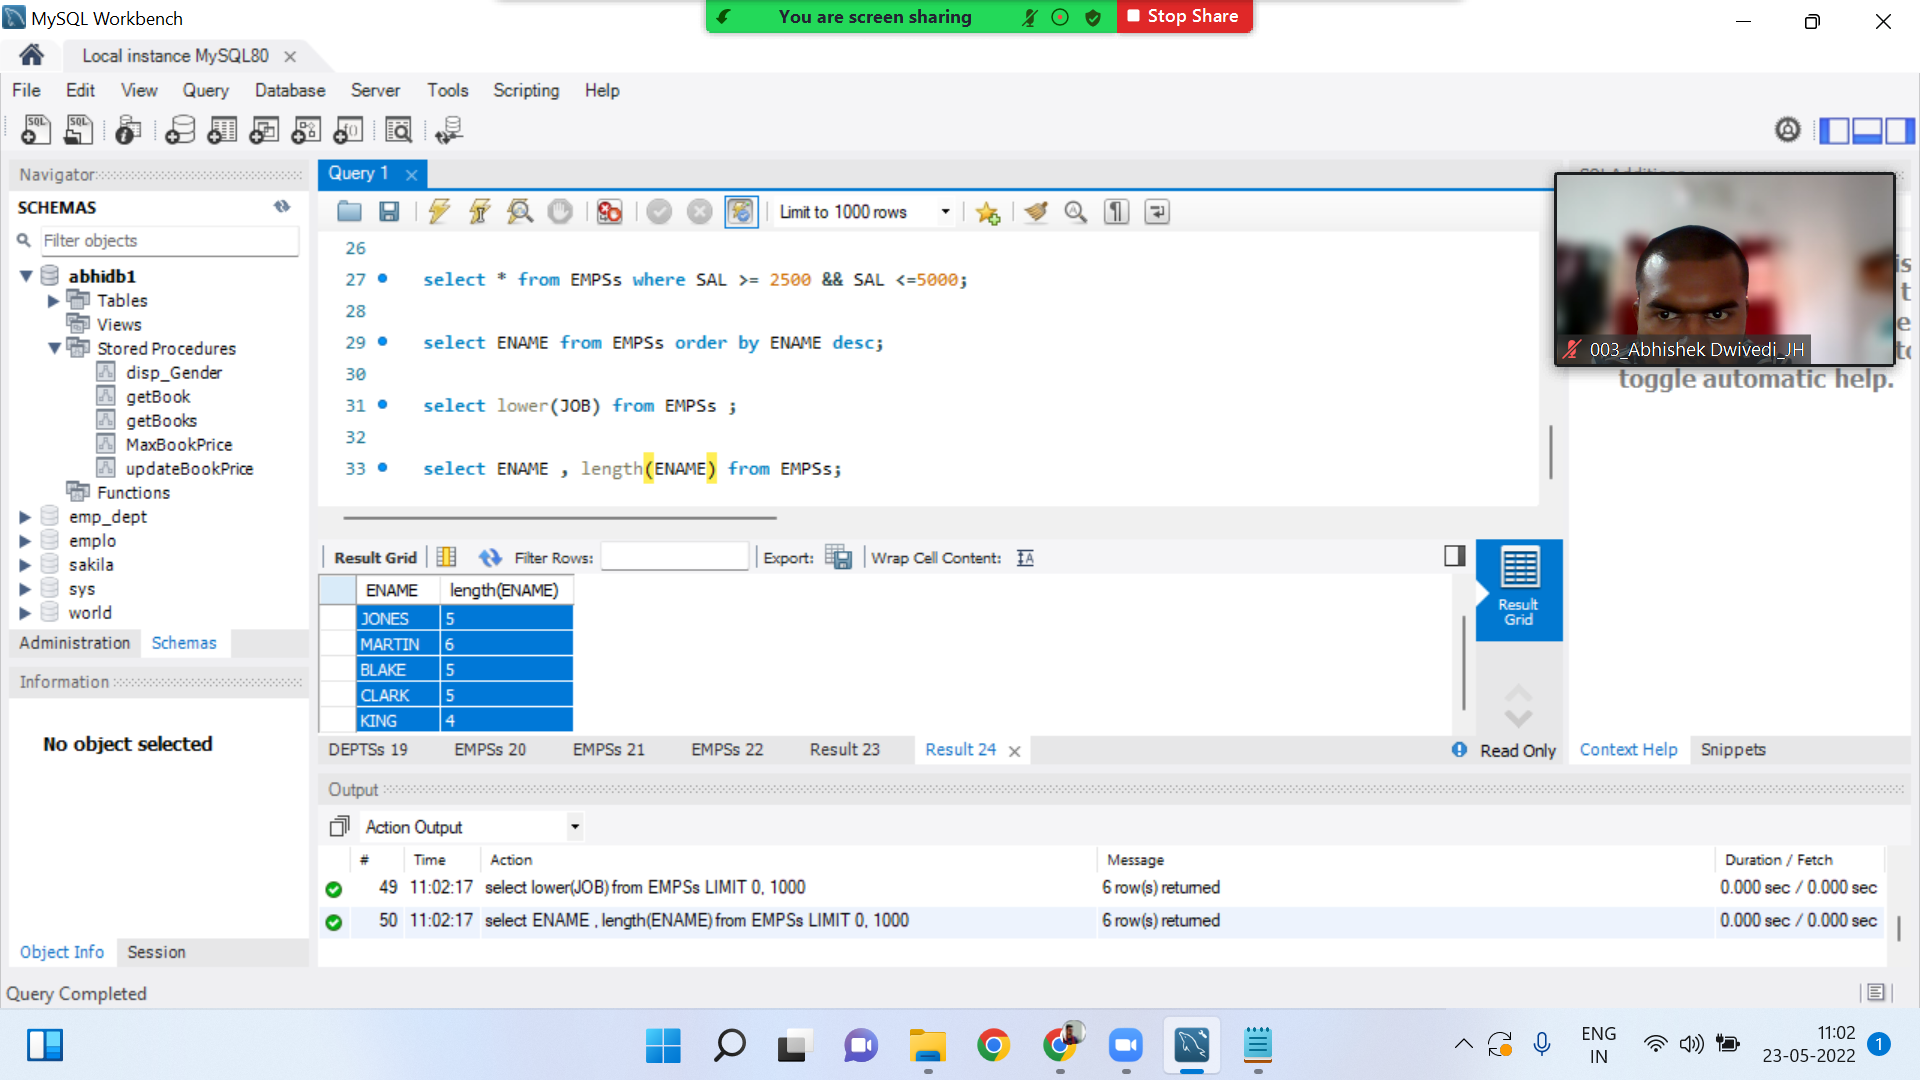 MySQL Workbench
You are screen sharing
Stop Share
Local instance MySQL80
File Edit View Query Database Server Tools Scripting Help
Navigator
SCHEMAS
Filter objects
abhidb1
Tables
Views
Stored Procedures
disp_Gender
getBook
getBooks
MaxBookPrice
updateBookPrice
Functions
emp_dept
emplo
sakila
sys
world
Administration Schemas
Information
No object selected
Object Info Session
Query Completed
Query 1
Limit to 1000 rows
26
27 select * from EMPSs where SAL >= 2500 && SAL <=5000;
28
29 select ENAME from EMPSs order by ENAME desc;
30
31 select lower(JOB) from EMPSs ;
32
33 select ENAME , length(ENAME) from EMPSs;
Result Grid Filter Rows: Export: Wrap Cell Content:
ENAME length(ENAME)
JONES 5
MARTIN 6
BLAKE 5
CLARK 5
KING 4
Result
Grid
DEPTSs 19 EMPSs 20 EMPSs 21 EMPSs 22 Result 23 Result 24
Read Only
003_Abhishek Dwivedi_JH
toggle automatic help.
Context Help Snippets
Output
Action Output
# Time Action Message Duration / Fetch
49 11:02:17 select lower(JOB) from EMPSs LIMIT 0, 1000 6 row(s) returned 0.000 sec / 0.000 sec
50 11:02:17 select ENAME , length(ENAME) from EMPSs LIMIT 0, 1000 6 row(s) returned 0.000 sec / 0.000 sec
ENG
IN
11:02
23-05-2022
1